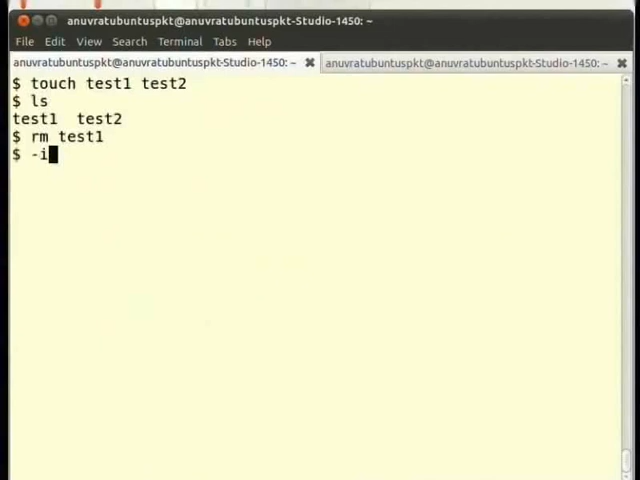 anuvratubuntuspkt@anuvratubuntuspkt-Studio-1450: ~
File Edit View Search Terminal Tabs Help
anuvratubuntuspkt@anuvratubuntuspkt-Studio-1450: ~ anuvratubuntuspkt@anuvratubuntuspkt-Studio-1450: ~
$ touch test1 test2
$ ls
test1 test2
$ rm test1
$ -i